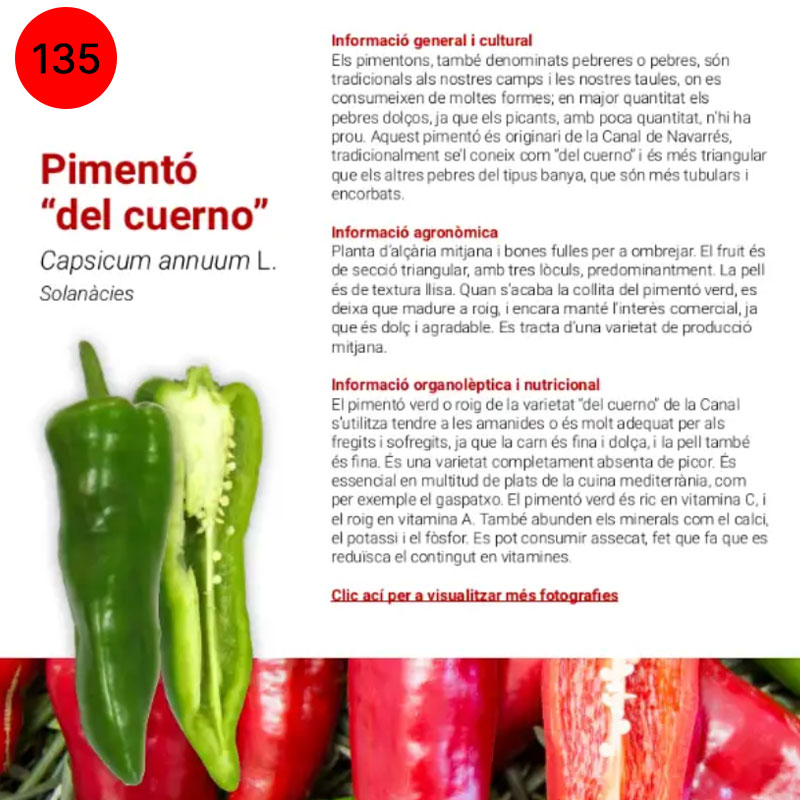 135
Pimentó
“del cuerno”
Capsicum annuum L.
Solanàcies
Informació general i cultural
Els pimentons, també denominats pebreres o pebres, són
tradicionals als nostres camps i les nostres taules, on es
consumeixen de moltes formes; en major quantitat els
pebres dolços, ja que els picants, amb poca quantitat, n’hi ha
prou. Aquest pimentó és originari de la Canal de Navarrés,
tradicionalment se’l coneix com “del cuerno” i és més triangular
que els altres pebres del tipus banya, que són més tubulars i
encorbats.
Informació agronòmica
Planta d’alçària mitjana i bones fulles per a ombrejar. El fruit és
de secció triangular, amb tres lòculs, predominantment. La pell
és de textura llisa. Quan s’acaba la collita del pimentó verd, es
deixa que madure a roig, i encara manté l’interès comercial, ja
que és dolç i agradable. Es tracta d’una varietat de producció
mitjana.
Informació organolèptica i nutricional
El pimentó verd o roig de la varietat “del cuerno” de la Canal
s’utilitza tendre a les amanides o és molt adequat per als
fregits i sofregits, ja que la carn és fina i dolça, i la pell també
és fina. És una varietat completament absenta de picor. És
essencial en multitud de plats de la cuina mediterrània, com
per exemple el gaspatxo. El pimentó verd és ric en vitamina C, i
el roig en vitamina A. També abunden els minerals com el calci,
el potassi i el fòsfor. Es pot consumir assecat, fet que fa que es
reduïsca el contingut en vitamines.
Clic ací per a visualitzar més fotografies